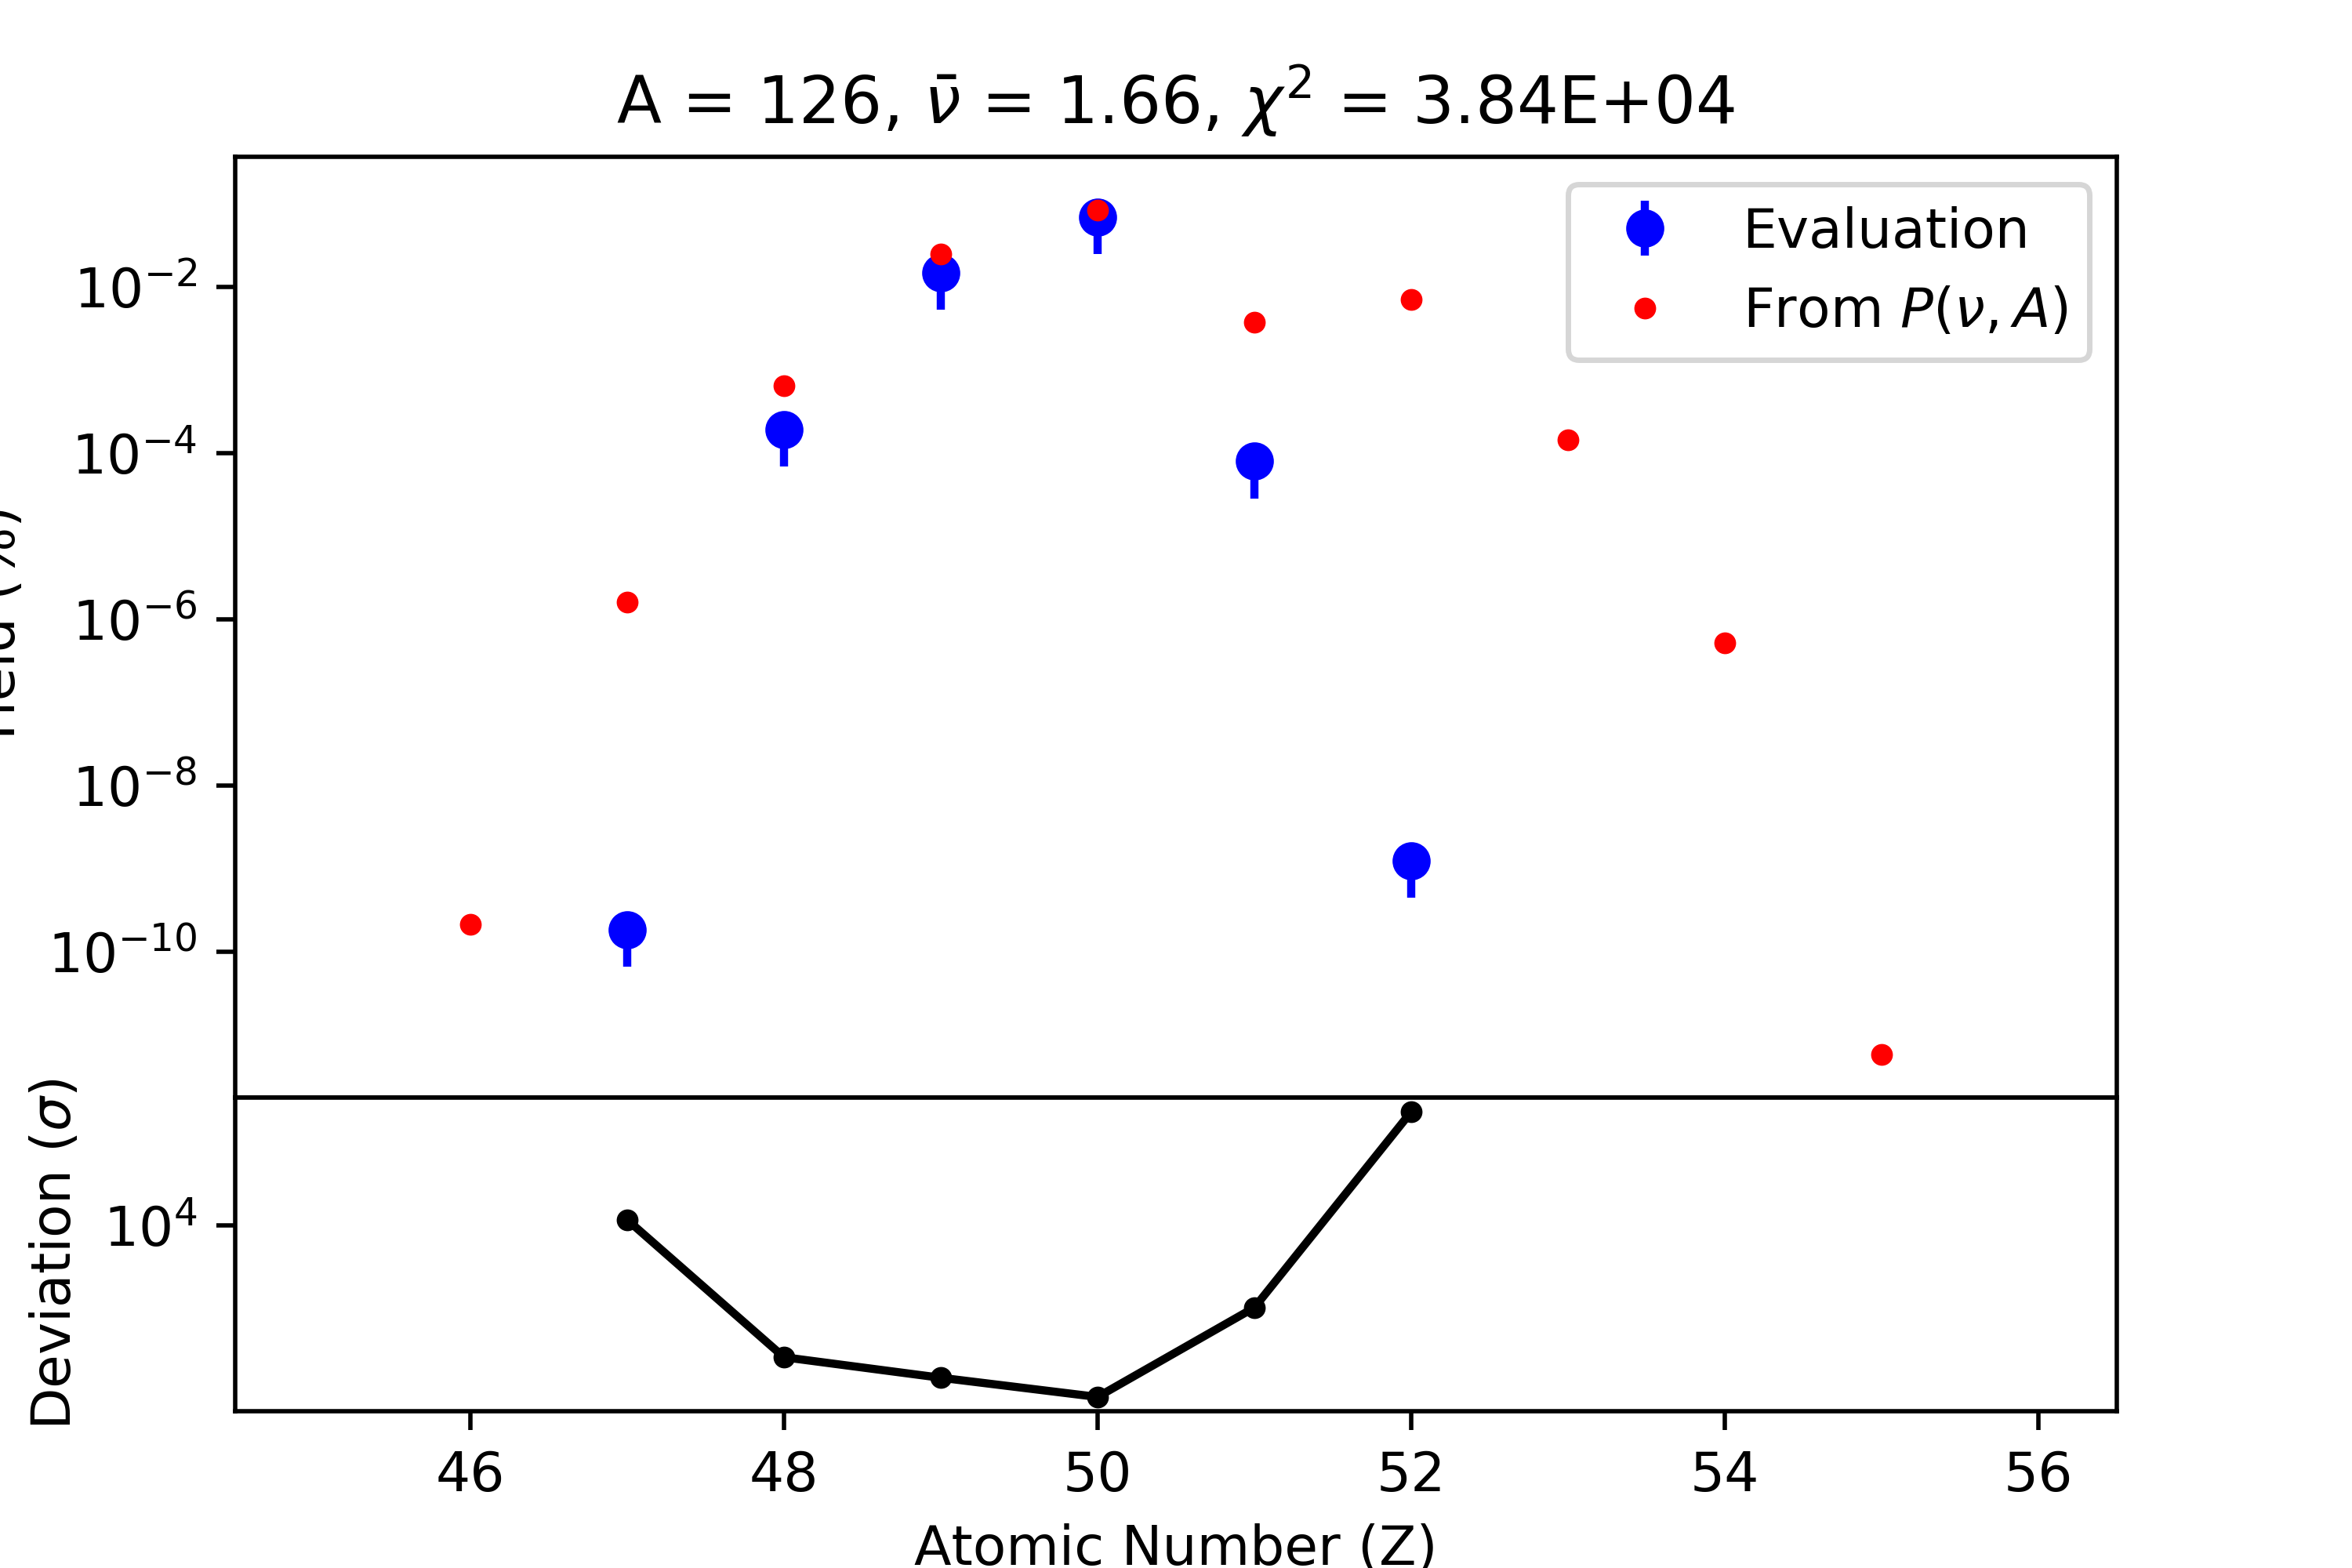 A = 126, ν̄ = 1.66, χ² = 3.84E+04
Evaluation
From P(ν, A)
10⁻²
10⁻⁴
10⁻⁶
10⁻⁸
10⁻¹⁰
(%)
Deviation (σ)
10⁴
46 48 50 52 54 56
Atomic Number (Z)